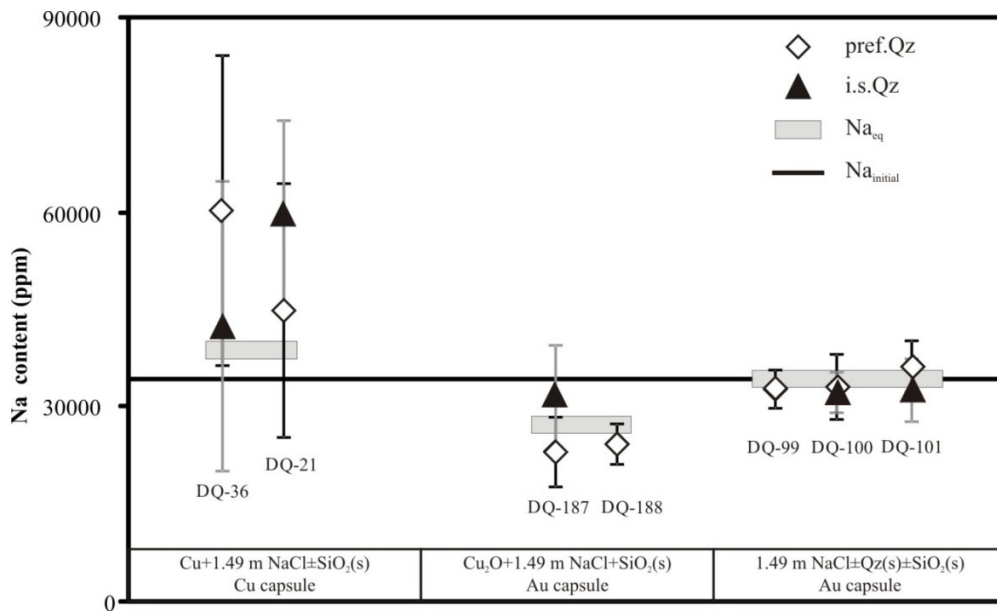 90000
60000
30000
0
Na content (ppm)
pref.Qz
i.s.Qz
Na_eq
Na_initial
DQ-36
DQ-21
DQ-187
DQ-188
DQ-99
DQ-100
DQ-101
Cu+1.49 m NaCl±SiO₂(s)
Cu capsule
Cu₂O+1.49 m NaCl+SiO₂(s)
Au capsule
1.49 m NaCl±Qz(s)±SiO₂(s)
Au capsule